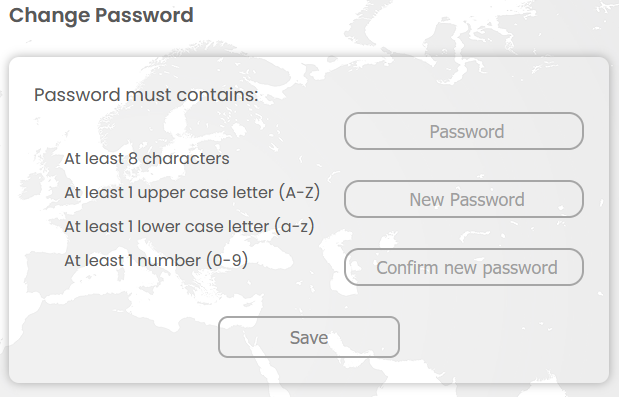 Change Password
Password must contains:
At least 8 characters
At least 1 upper case letter (A-Z)
At least 1 lower case letter (a-z)
At least 1 number (0-9)
Password
New Password
Confirm new password
Save